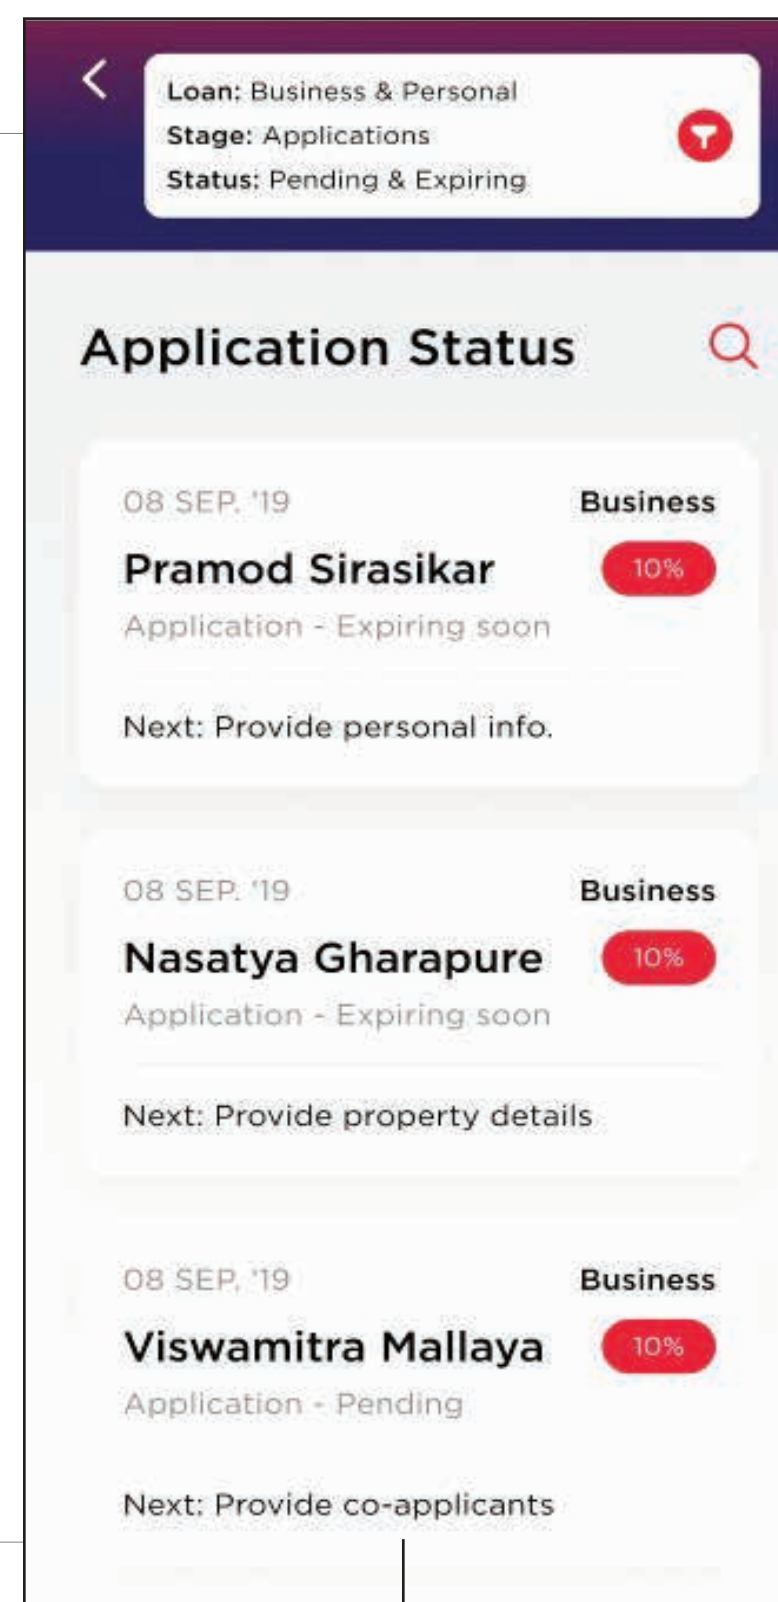 Loan: Business & Personal
Stage: Applications
Status: Pending & Expiring
Application Status
08 SEP. '19 Business
Pramod Sirasikar 10%
Application - Expiring soon
Next: Provide personal info.
08 SEP. '19 Business
Nasatya Gharapure 10%
Application - Expiring soon
Next: Provide property details
08 SEP. '19 Business
Viswamitra Mallaya 10%
Application - Pending
Next: Provide co-applicants